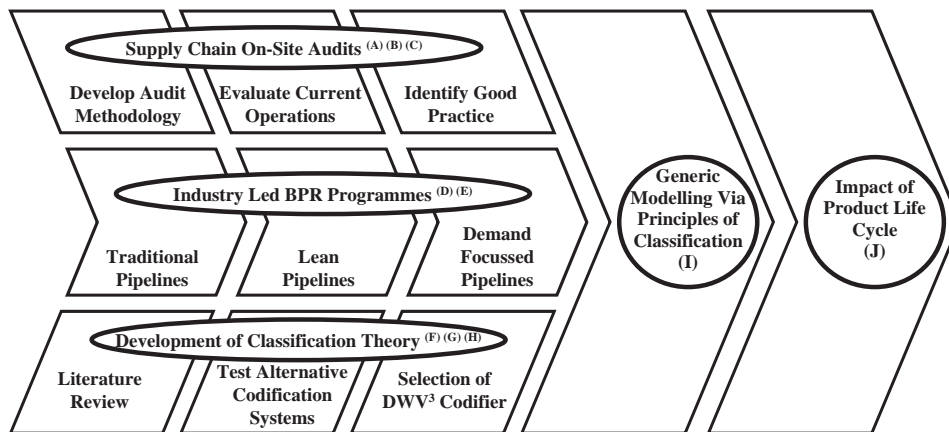 Supply Chain On-Site Audits (A) (B) (C)
Develop Audit
Methodology
Evaluate Current
Operations
Identify Good
Practice
Industry Led BPR Programmes (D) (E)
Traditional
Pipelines
Lean
Pipelines
Demand
Focussed
Pipelines
Development of Classification Theory (F) (G) (H)
Literature
Review
Test Alternative
Codification
Systems
Selection of
DWV³ Codifier
Generic
Modelling Via
Principles of
Classification
(I)
Impact of
Product Life
Cycle
(J)